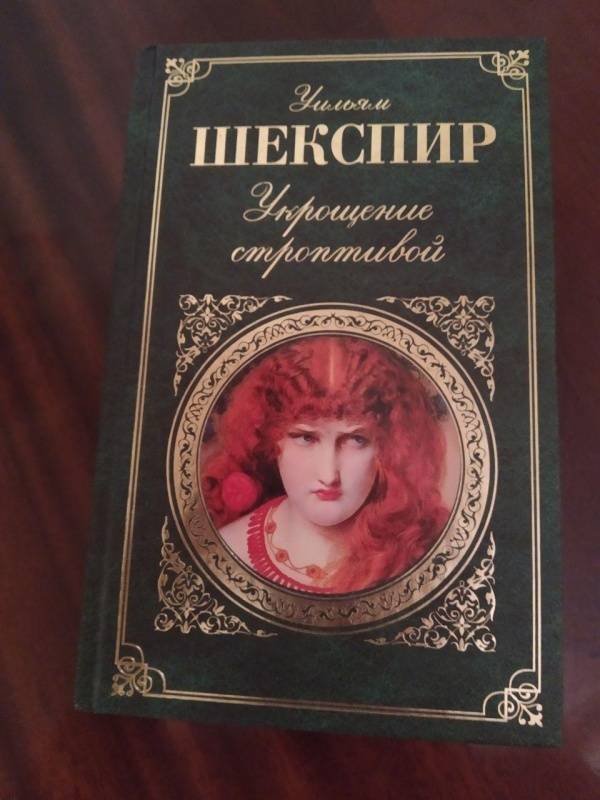 Уильям
ШЕКСПИР
Укрощение
строптивой